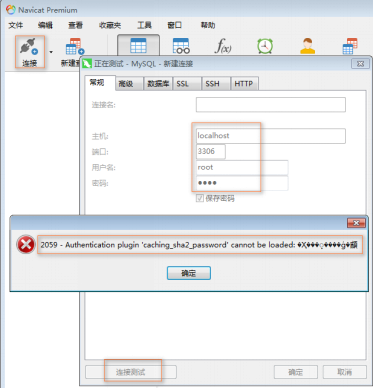 Navicat Premium
文件 编辑 查看 收藏夹 工具 窗口 帮助
连接 新建查
正在测试 - MySQL - 新建连接
常规 高级 数据库 SSL SSH HTTP
连接名:
主机: localhost
端口: 3306
用户名: root
密码: ●●●●
保存密码
2059 - Authentication plugin 'caching_sha2_password' cannot be loaded:
确定
连接测试 确定 取消